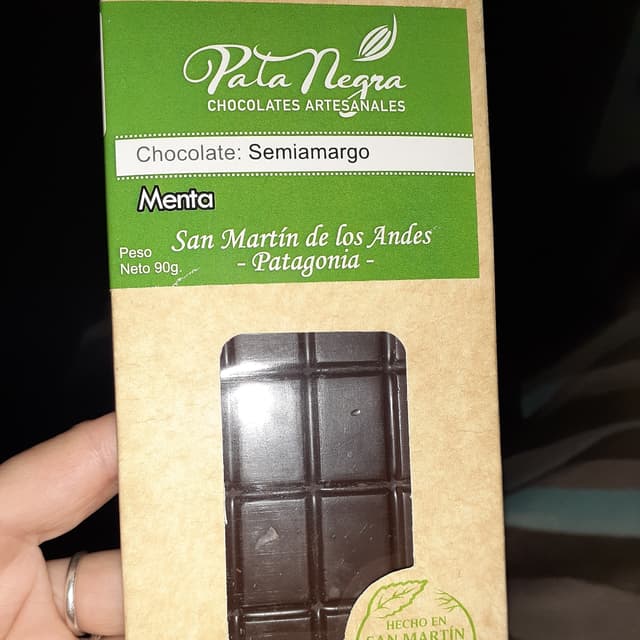 Pata Negra
CHOCOLATES ARTESANALES
Chocolate: Semiamargo
Menta
San Martín de los Andes
- Patagonia -
Peso
Neto 90g.
HECHO EN
SAN MARTÍN